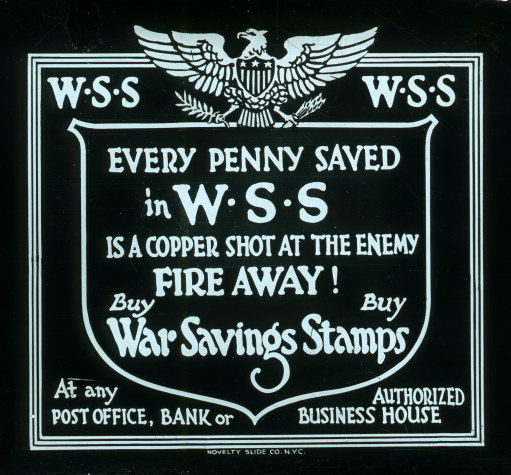 W·S·S W·S·S
EVERY PENNY SAVED
in W·S·S
IS A COPPER SHOT AT THE ENEMY
FIRE AWAY!
Buy Buy
War Savings Stamps
At any AUTHORIZED
POST OFFICE, BANK or BUSINESS HOUSE
NOVELTY SLIDE CO. N.Y.C.